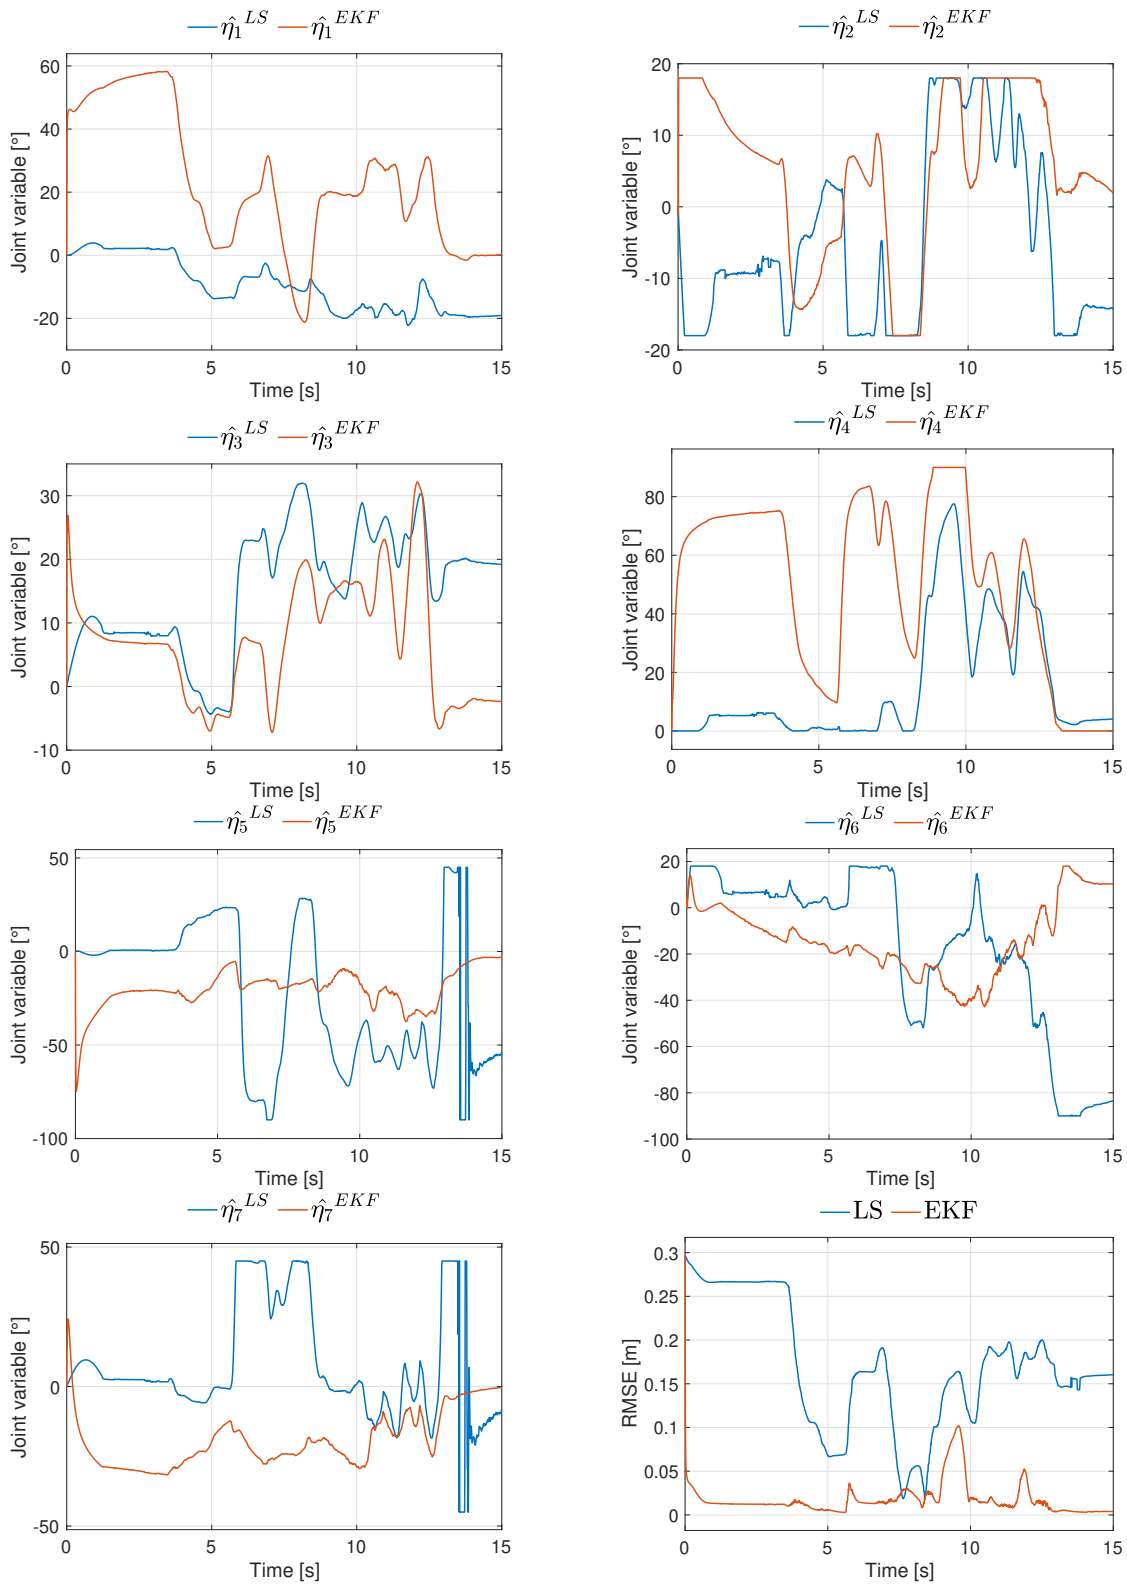 η̂₁^LS η̂₁^EKF
60
40
20
0
-20
Joint variable [°]
0 5 10 15
Time [s]
η̂₂^LS η̂₂^EKF
20
10
0
-10
-20
Joint variable [°]
0 5 10 15
Time [s]
η̂₃^LS η̂₃^EKF
30
20
10
0
-10
Joint variable [°]
0 5 10 15
Time [s]
η̂₄^LS η̂₄^EKF
80
60
40
20
0
Joint variable [°]
0 5 10 15
Time [s]
η̂₅^LS η̂₅^EKF
50
0
-50
-100
Joint variable [°]
0 5 10 15
Time [s]
η̂₆^LS η̂₆^EKF
20
0
-20
-40
-60
-80
-100
Joint variable [°]
0 5 10 15
Time [s]
η̂₇^LS η̂₇^EKF
50
0
-50
Joint variable [°]
0 5 10 15
Time [s]
LS EKF
0.3
0.25
0.2
0.15
0.1
0.05
0
RMSE [m]
0 5 10 15
Time [s]